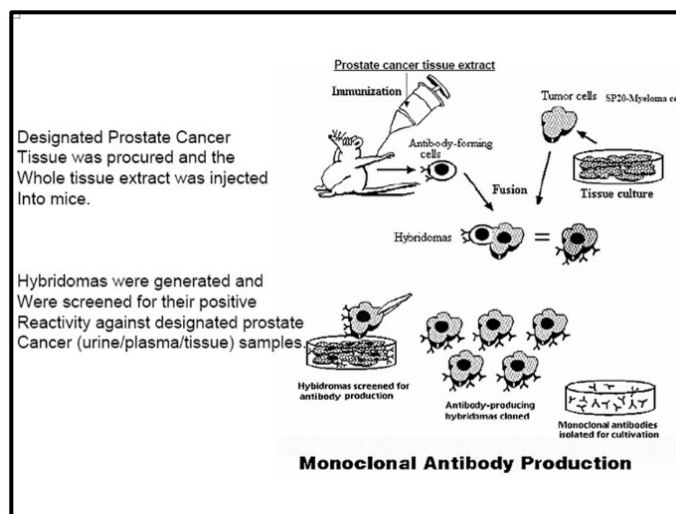 Prostate cancer tissue extract
Immunization
Tumor cells SP20-Myeloma ce
Designated Prostate Cancer
Tissue was procured and the
Whole tissue extract was injected
Into mice.
Antibody-forming
cells
Fusion
Tissue culture
Hybridomas
=
Hybridomas were generated and
Were screened for their positive
Reactivity against designated prostate
Cancer (urine/plasma/tissue) samples.
Hybidromas screened for
antibody production
Antibody-producing
hybridomas cloned
Monoclonal antibodies
isolated for cultivation
Monoclonal Antibody Production